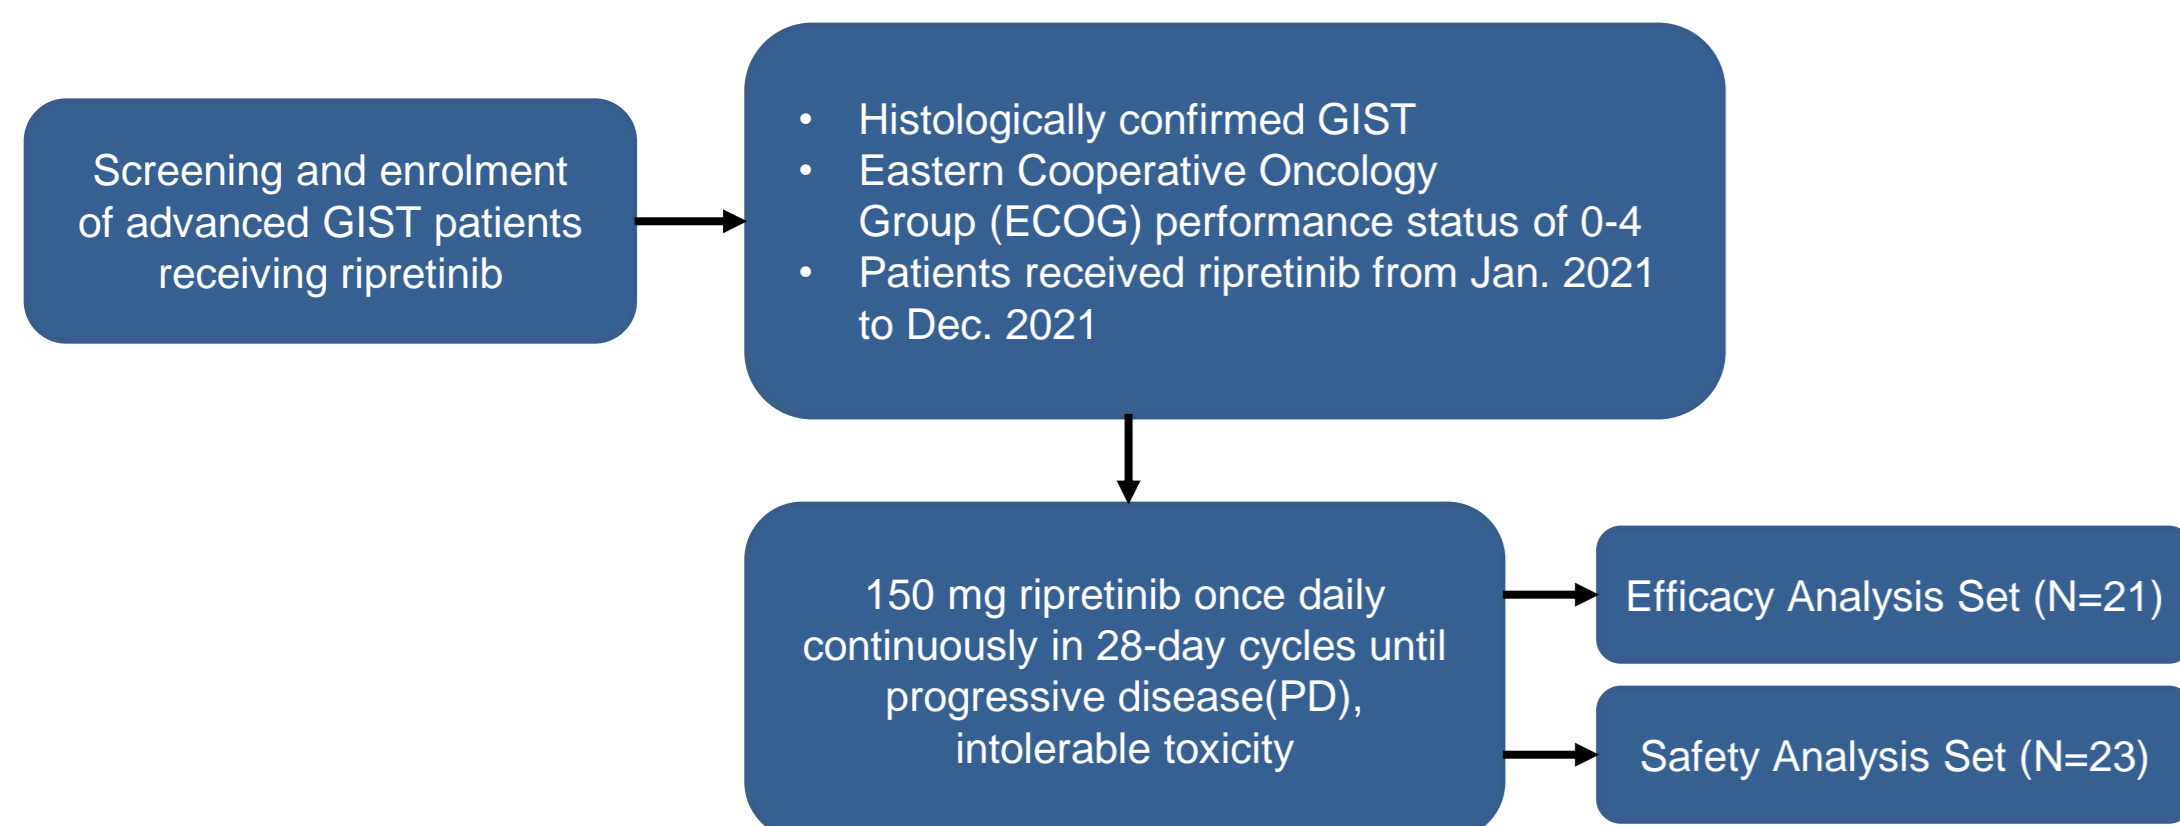 Screening and enrolment
of advanced GIST patients
receiving ripretinib
• Histologically confirmed GIST
• Eastern Cooperative Oncology
Group (ECOG) performance status of 0-4
• Patients received ripretinib from Jan. 2021
to Dec. 2021
150 mg ripretinib once daily
continuously in 28-day cycles until
progressive disease(PD),
intolerable toxicity
Efficacy Analysis Set (N=21)
Safety Analysis Set (N=23)